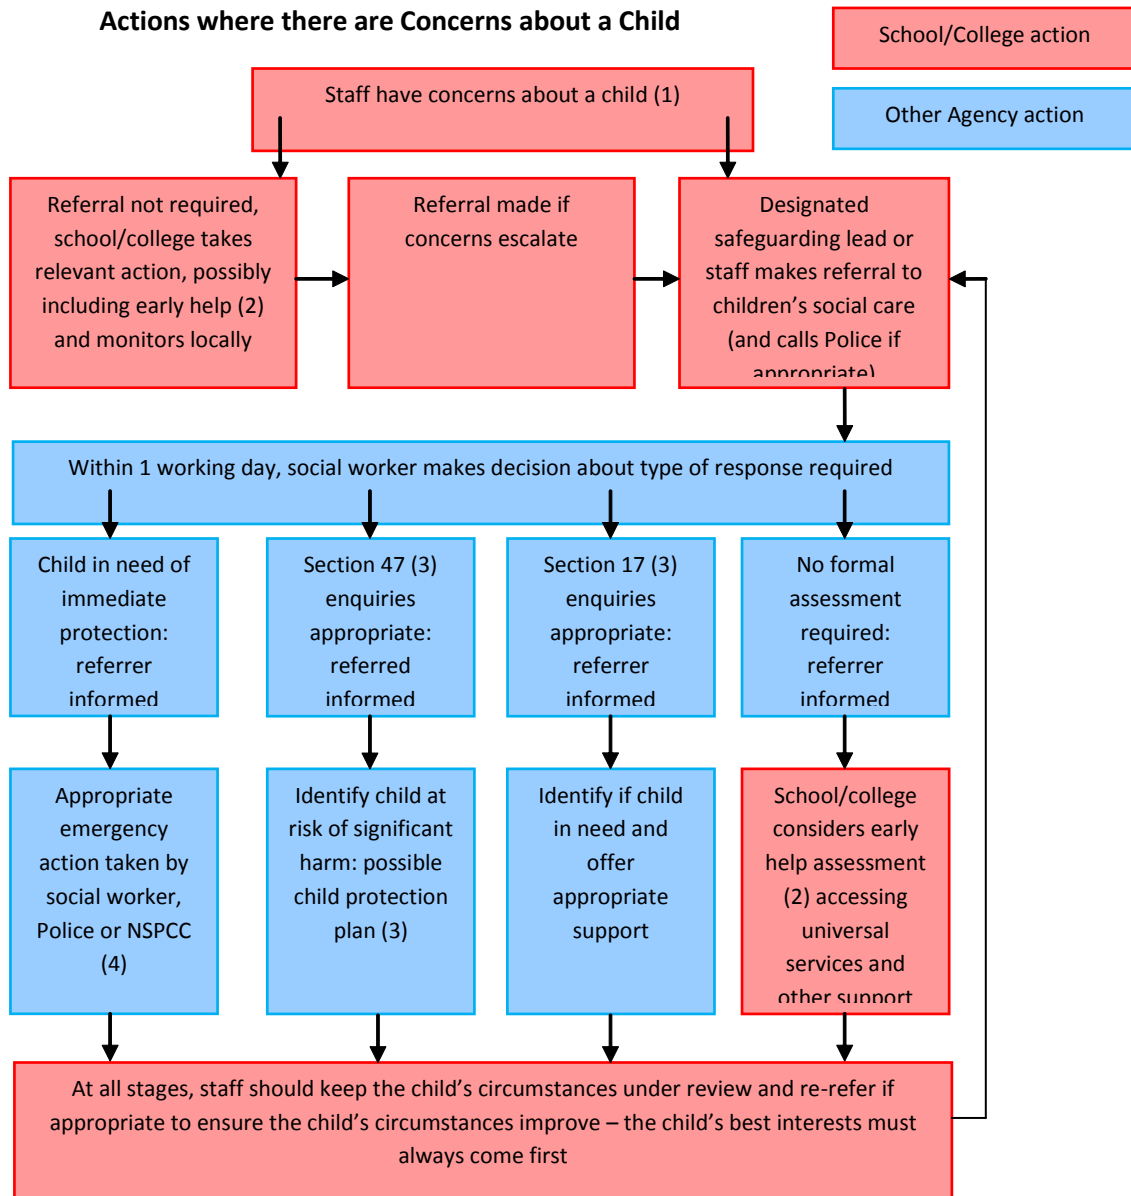 Actions where there are Concerns about a Child
School/College action
Other Agency action
Staff have concerns about a child (1)
Referral not required,
school/college takes
relevant action, possibly
including early help (2)
and monitors locally
Referral made if
concerns escalate
Designated
safeguarding lead or
staff makes referral to
children’s social care
(and calls Police if
appropriate)
Within 1 working day, social worker makes decision about type of response required
Child in need of
immediate
protection:
referrer
informed
Section 47 (3)
enquiries
appropriate:
referred
informed
Section 17 (3)
enquiries
appropriate:
referrer
informed
No formal
assessment
required:
referrer
informed
Appropriate
emergency
action taken by
social worker,
Police or NSPCC
(4)
Identify child at
risk of significant
harm: possible
child protection
plan (3)
Identify if child
in need and
offer
appropriate
support
School/college
considers early
help assessment
(2) accessing
universal
services and
other support
At all stages, staff should keep the child’s circumstances under review and re-refer if
appropriate to ensure the child’s circumstances improve – the child’s best interests must
always come first